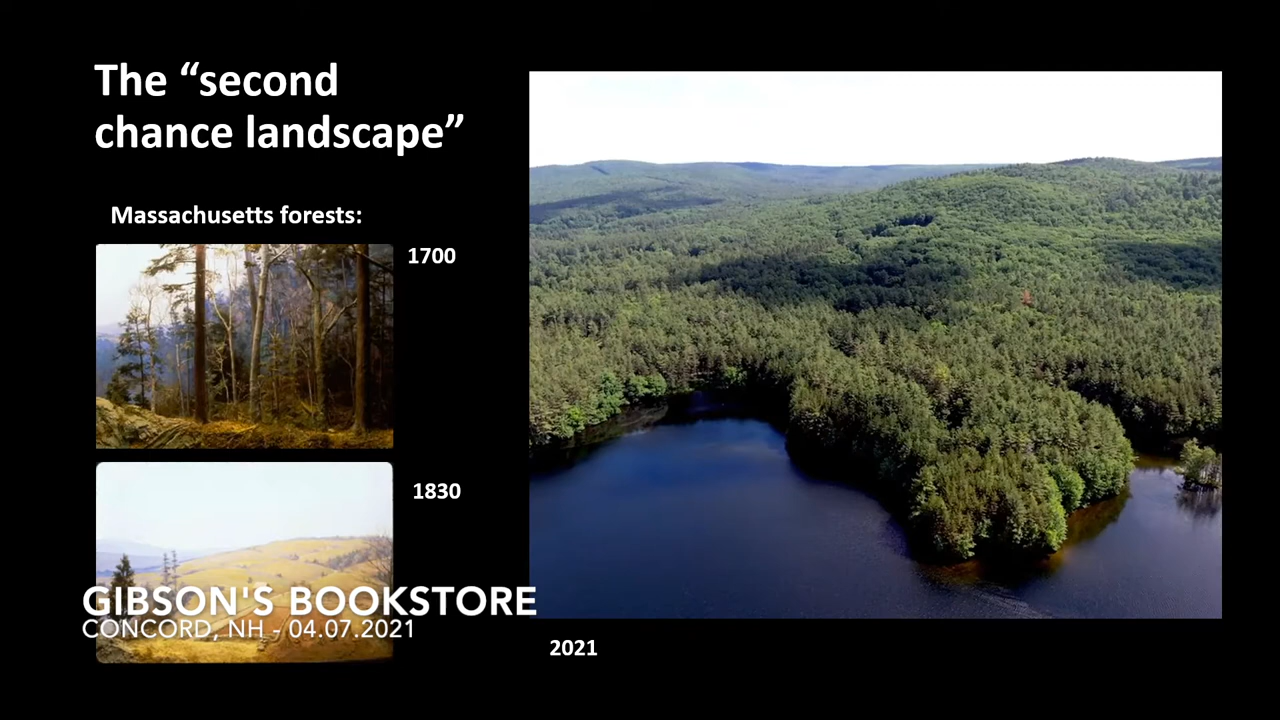 The “second
chance landscape”
Massachusetts forests:
1700
1830
GIBSON'S BOOKSTORE
CONCORD, NH - 04.07.2021
2021